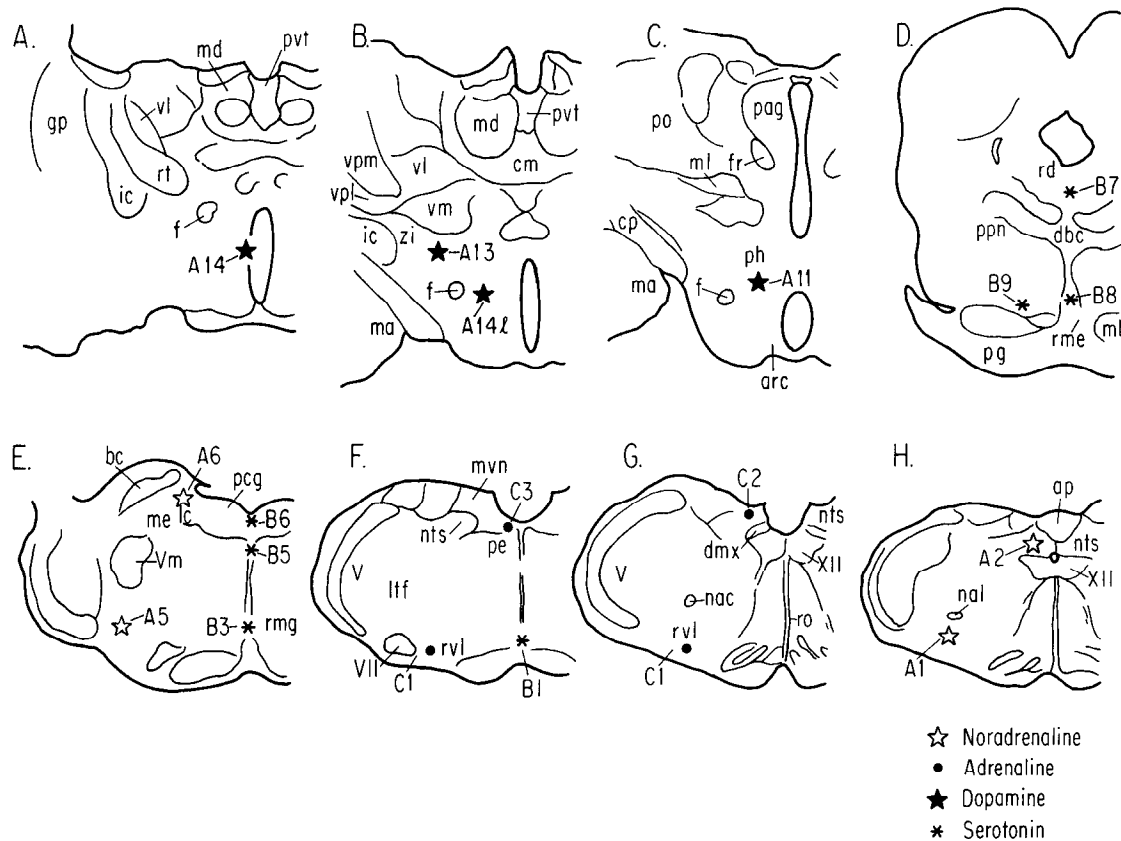 A.
md
pvt
gp
vl
rt
ic
f
A14
B.
md
pvt
vpm
vl
cm
vpl
vm
ic
zi
A13
f
A14l
ma
C.
po
pag
ml
fr
cp
ph
ma
f
A11
arc
D.
rd
B7
ppn
dbc
B9
B8
rme
ml
pg
E.
bc
A6
pcg
me
lc
B6
B5
Vm
A5
B3
rmg
F.
mvn
C3
nts
pe
V
ltf
rvl
VII
C1
B1
G.
C2
nts
dmx
XII
V
nac
ro
rvl
C1
H.
ap
A2
nts
XII
nal
A1
Noradrenaline
Adrenaline
Dopamine
Serotonin